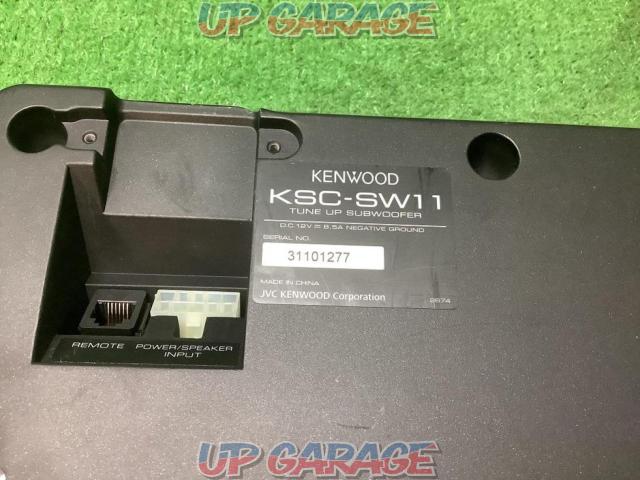 UP GARAGE
KENWOOD
KSC-SW11
TUNE UP SUBWOOFER
D.C.12V ⎓ 8.5A NEGATIVE GROUND
SERIAL NO.
31101277
MADE IN CHINA
JVC KENWOOD Corporation
REMOTE
POWER/SPEAKER
INPUT
UP GARAGE